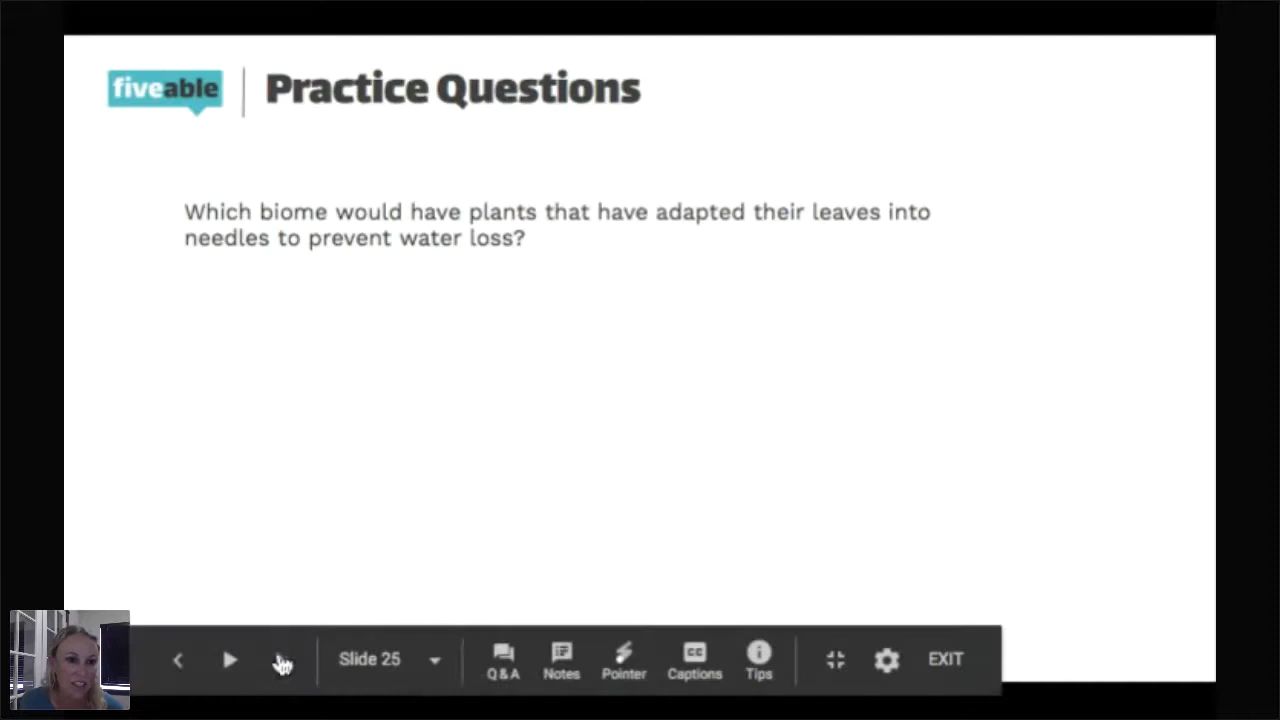 fiveable
Practice Questions
Which biome would have plants that have adapted their leaves into
needles to prevent water loss?
Slide 25
Q&A
Notes
Pointer
Captions
Tips
EXIT
CC